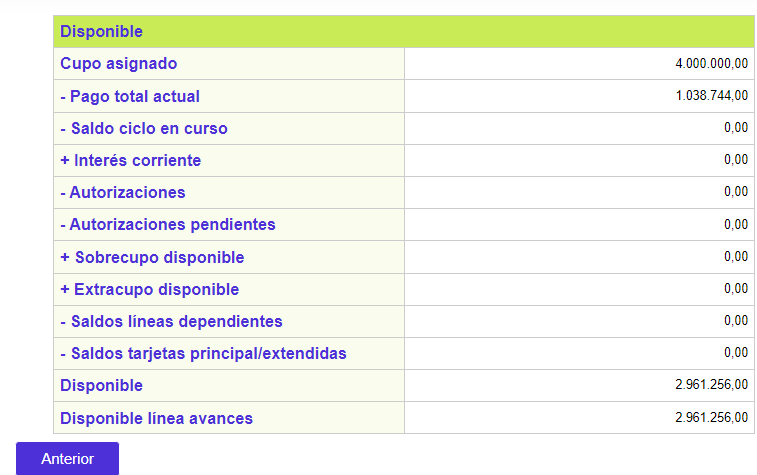 Disponible
Cupo asignado 4.000.000,00
- Pago total actual 1.038.744,00
- Saldo ciclo en curso 0,00
+ Interés corriente 0,00
- Autorizaciones 0,00
- Autorizaciones pendientes 0,00
+ Sobrecupo disponible 0,00
+ Extracupo disponible 0,00
- Saldos líneas dependientes 0,00
- Saldos tarjetas principal/extendidas 0,00
Disponible 2.961.256,00
Disponible línea avances 2.961.256,00
Anterior